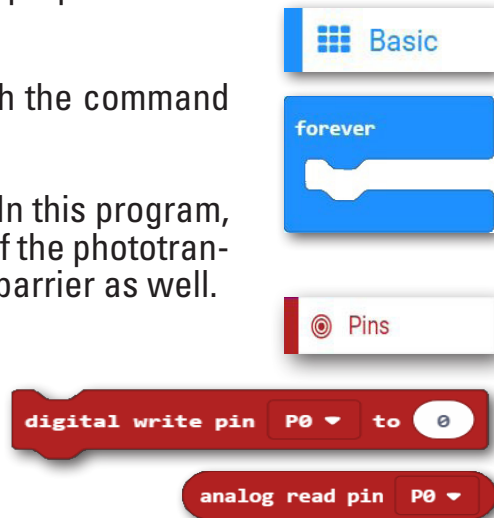 Basic
h the command
forever
In this program,
f the phototran-
barrier as well.
Pins
digital write pin P0 to 0
analog read pin P0